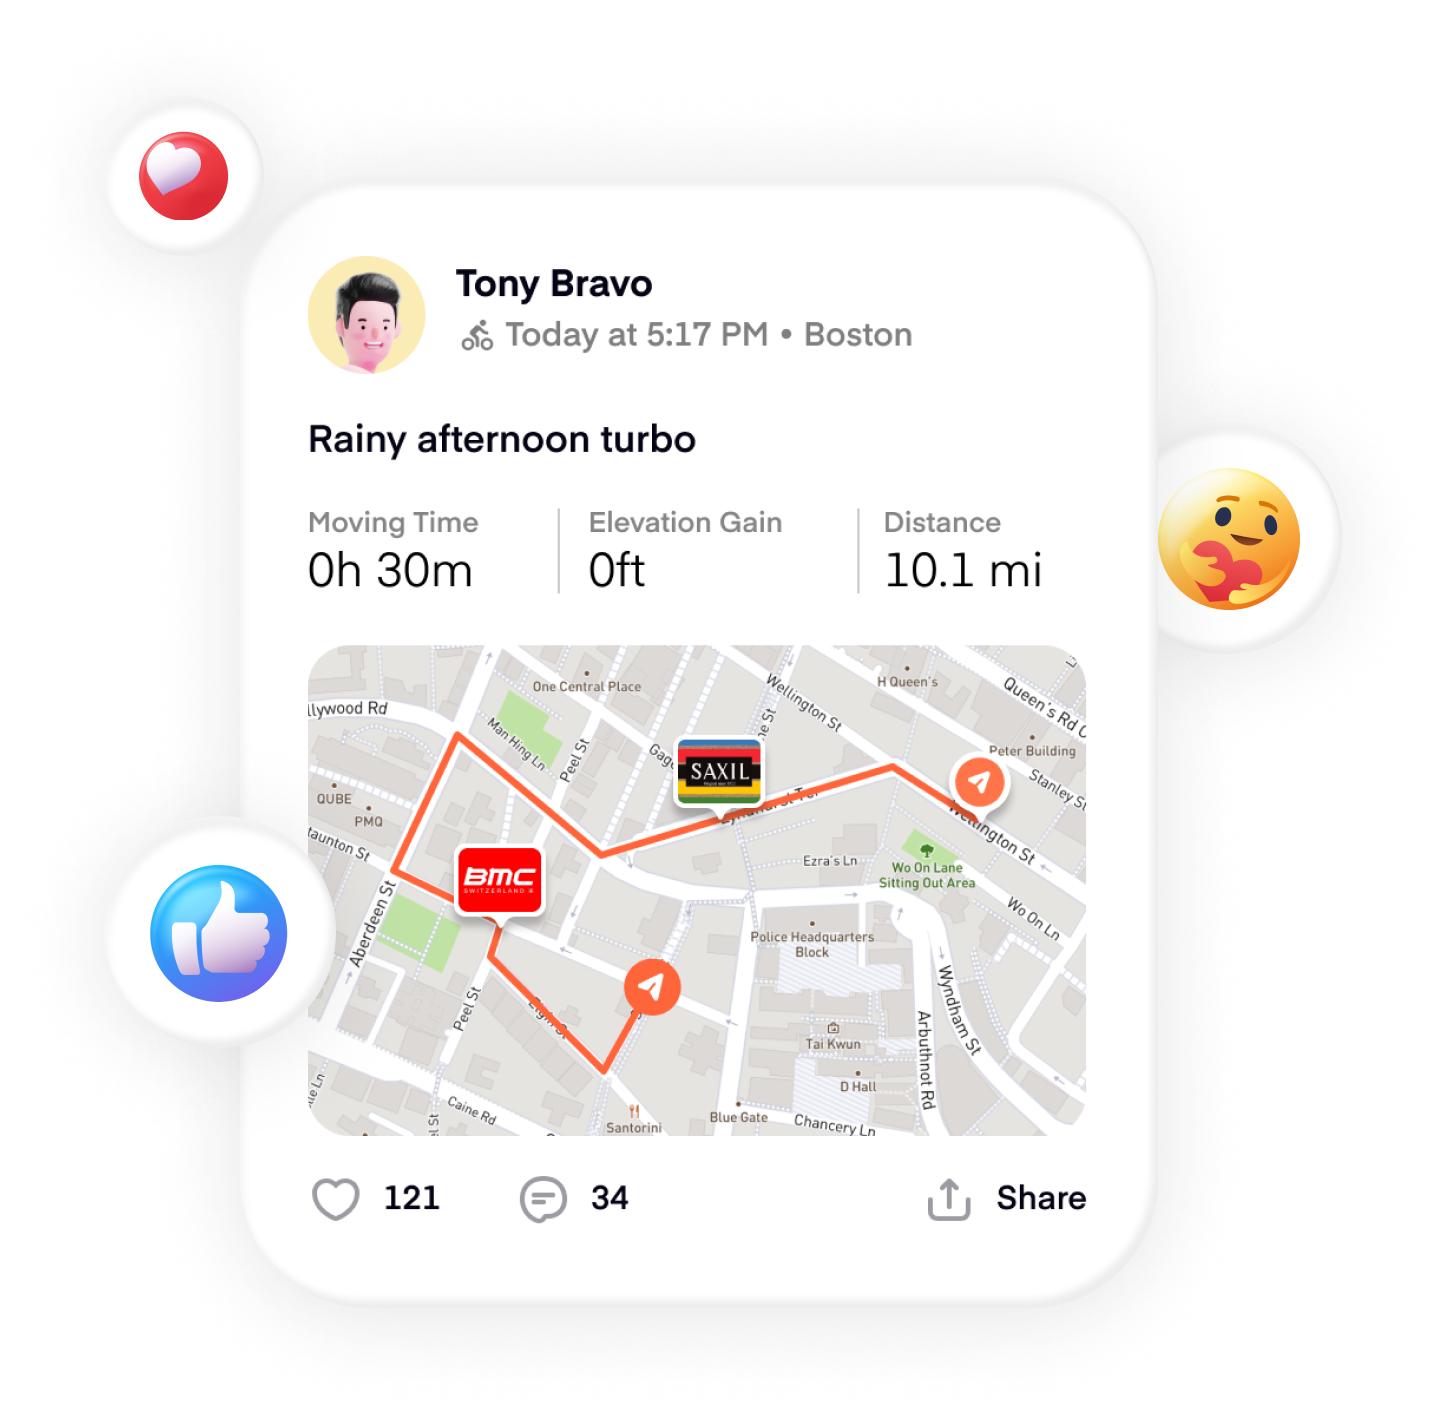 Tony Bravo
Today at 5:17 PM • Boston
Rainy afternoon turbo
Moving Time
0h 30m
Elevation Gain
0ft
Distance
10.1 mi
One Central Place
H Queen's
Wellington St
Queen's Rd C
llywood Rd
Man Hing Ln
Peel St
ne St
Peter Building
Stanley St
SAXIL
QUBE
PMQ
Wellington St
taunton St
Ezra's Ln
Wo On Lane
Sitting Out Area
BMC
SWITZERLAND
Wo On Ln
Aberdeen St
Police Headquarters
Block
Wyndham St
Elgin St
Peel St
Arbuthnot Rd
Tai Kwun
D Hall
Caine Rd
Santorini
Blue Gate
Chancery Ln
121
34
Share